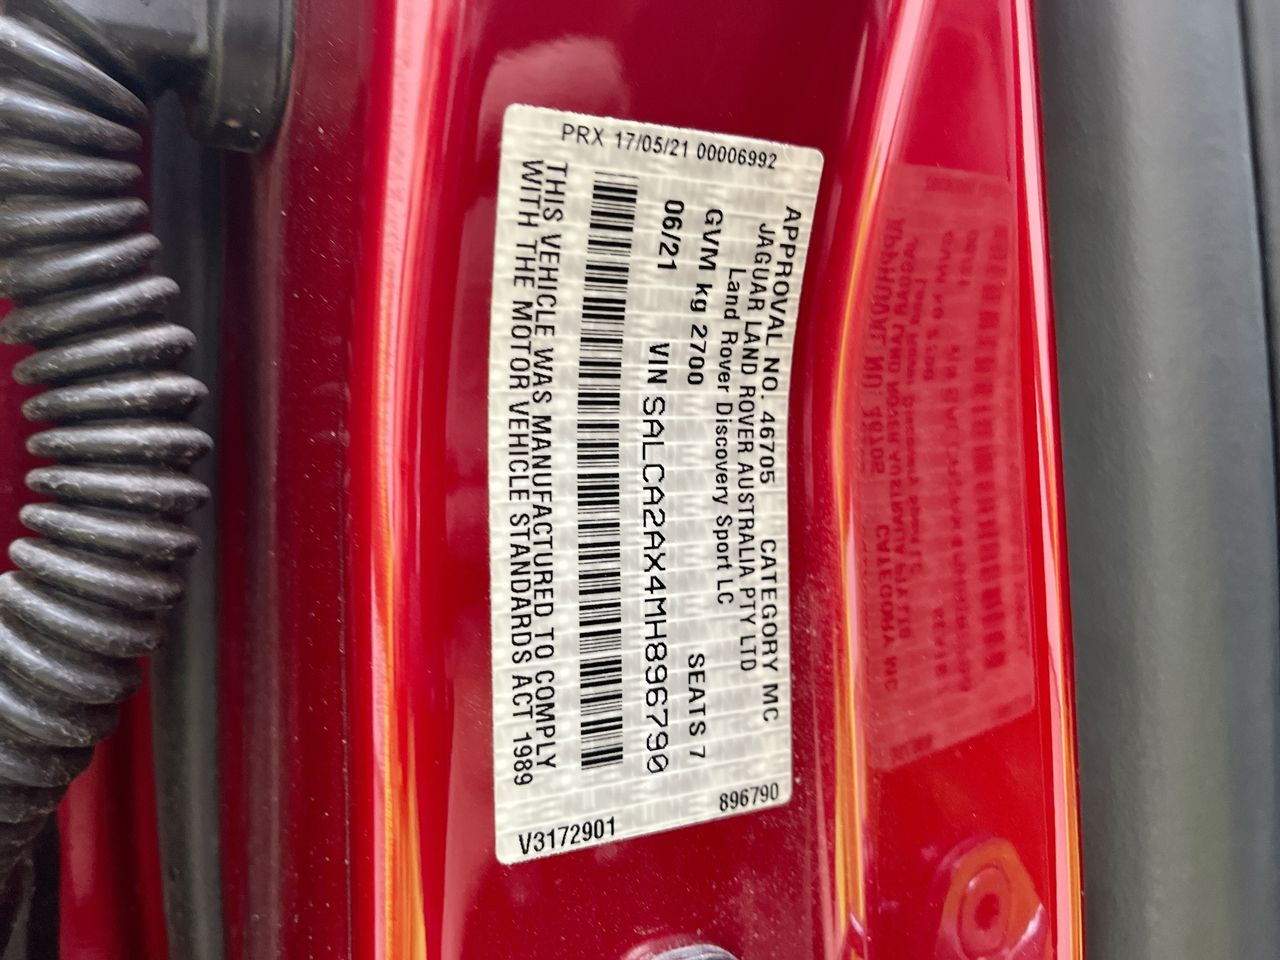 PRX 17/05/21 00006992
APPROVAL NO. 46705 CATEGORY MC
JAGUAR LAND ROVER AUSTRALIA PTY LTD
Land Rover Discovery Sport LC
GVM kg 2700 SEATS 7
06/21 VIN SALCA2AX4MH896790
THIS VEHICLE WAS MANUFACTURED TO COMPLY
WITH THE MOTOR VEHICLE STANDARDS ACT 1989
896790
V3172901